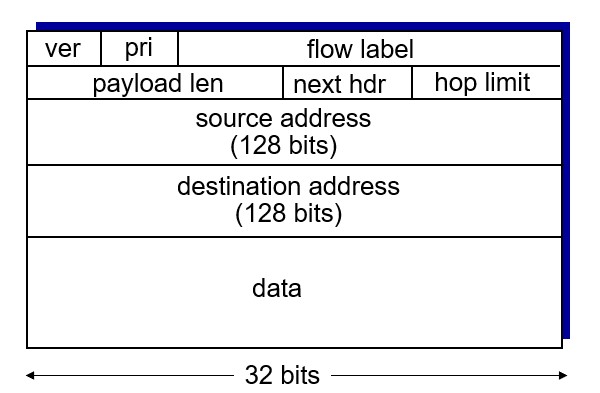 ver pri flow label
payload len next hdr hop limit
source address
(128 bits)
destination address
(128 bits)
data
32 bits